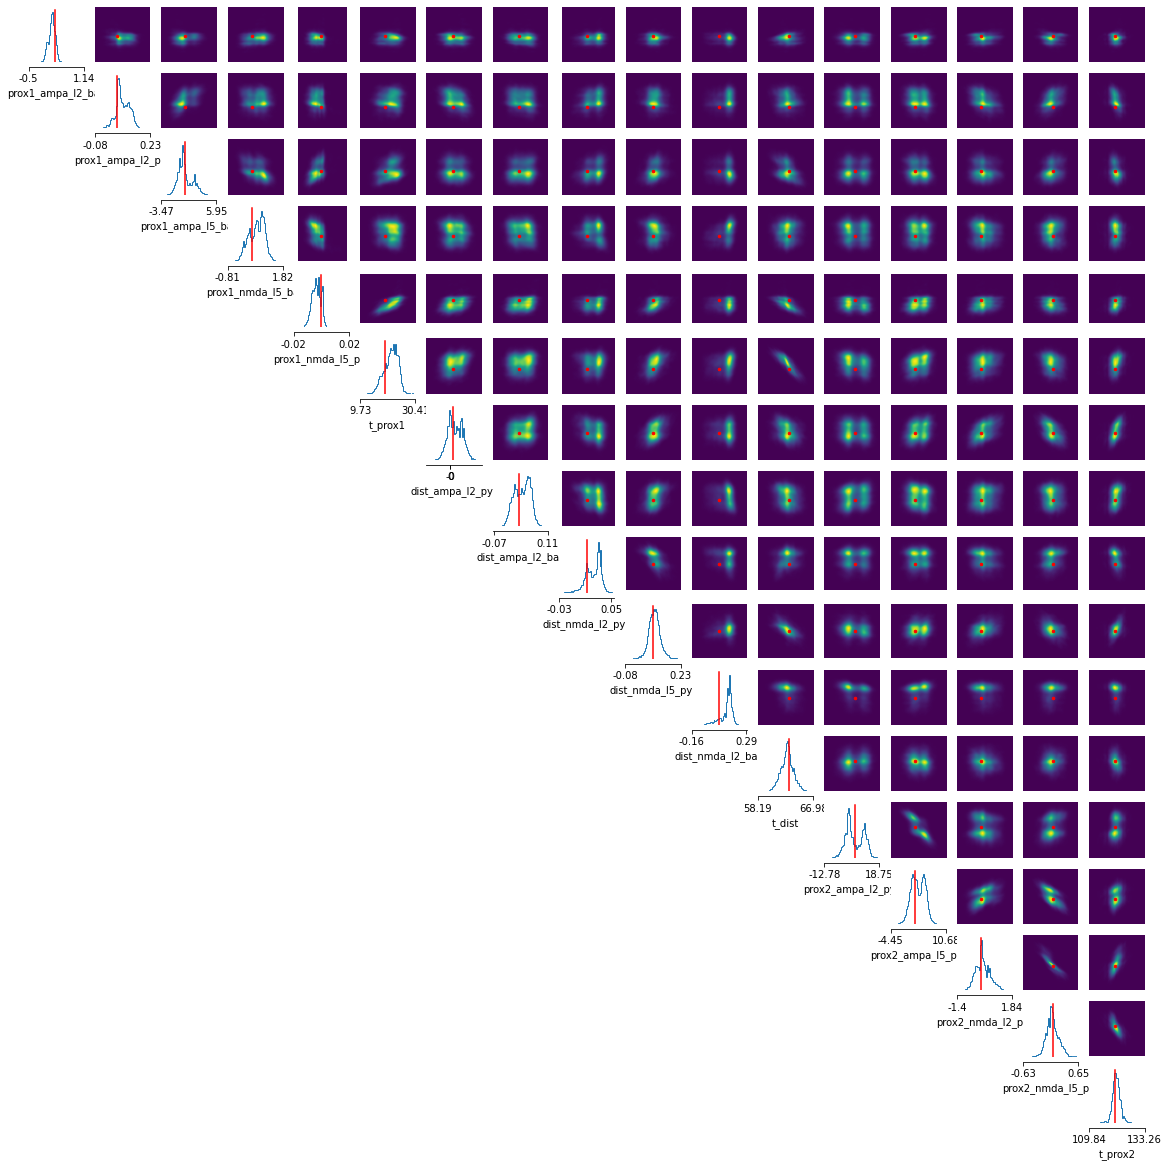 -0.5 1.14
prox1_ampa_l2_ba
-0.08 0.23
prox1_ampa_l2_p
-3.47 5.95
prox1_ampa_l5_ba
-0.81 1.82
prox1_nmda_l5_b
-0.02 0.02
prox1_nmda_l5_p
9.73 30.41
t_prox1
-0
dist_ampa_l2_py
-0.07 0.11
dist_ampa_l2_ba
-0.03 0.05
dist_nmda_l2_py
-0.08 0.23
dist_nmda_l5_py
-0.16 0.29
dist_nmda_l2_ba
58.19 66.98
t_dist
-12.78 18.75
prox2_ampa_l2_py
-4.45 10.68
prox2_ampa_l5_p
-1.4 1.84
prox2_nmda_l2_p
-0.63 0.65
prox2_nmda_l5_p
109.84 133.26
t_prox2